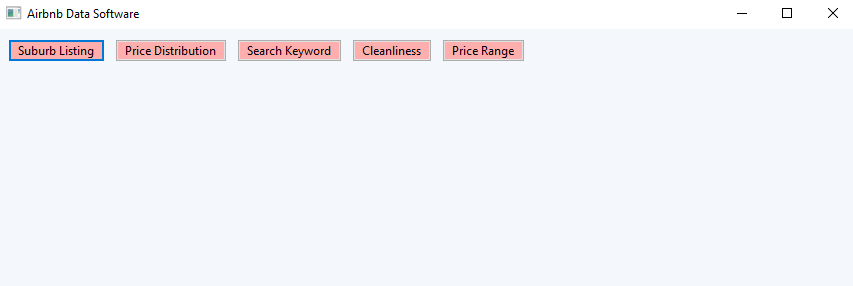 Airbnb Data Software
Suburb Listing Price Distribution Search Keyword Cleanliness Price Range